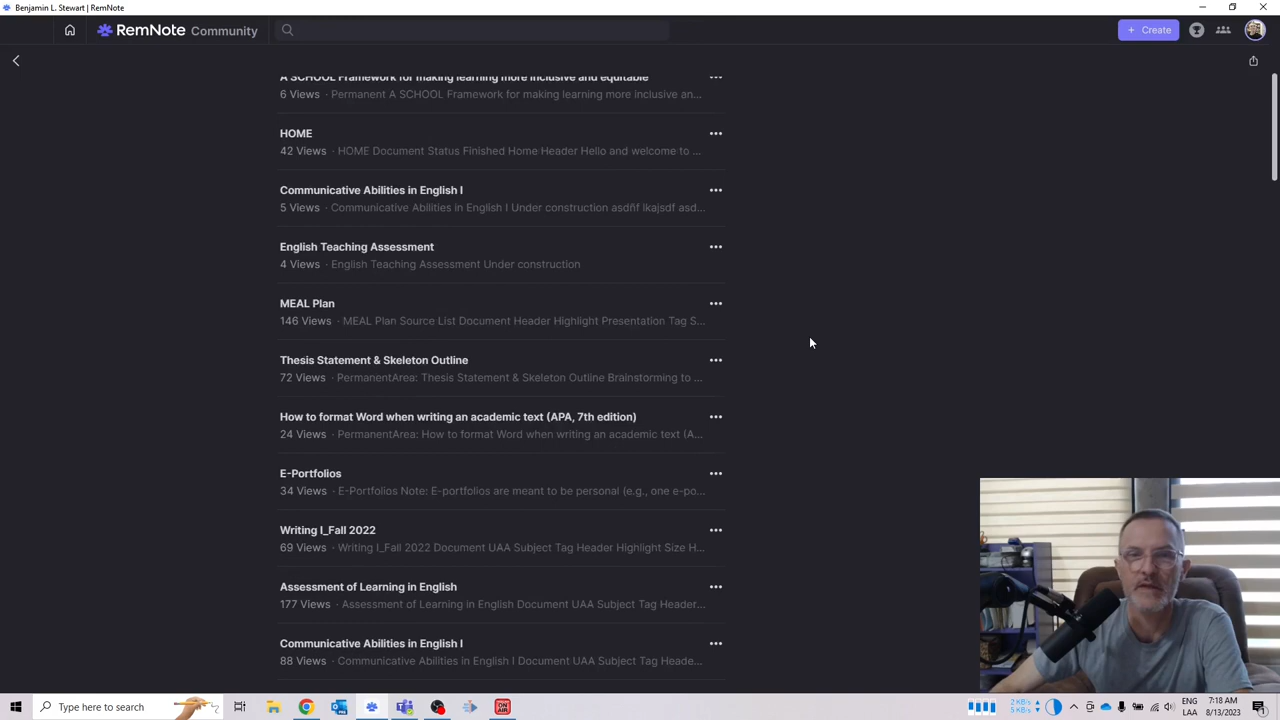 Benjamin L. Stewart | RemNote
RemNote Community
+ Create
A SCHOOL Framework for making learning more inclusive and equitable
6 Views · Permanent A SCHOOL Framework for making learning more inclusive an...
HOME
42 Views · HOME Document Status Finished Home Header Hello and welcome to ...
Communicative Abilities in English I
5 Views · Communicative Abilities in English I Under construction asdñf lkajsdf asd...
English Teaching Assessment
4 Views · English Teaching Assessment Under construction
MEAL Plan
146 Views · MEAL Plan Source List Document Header Highlight Presentation Tag S...
Thesis Statement & Skeleton Outline
72 Views · PermanentArea: Thesis Statement & Skeleton Outline Brainstorming to ...
How to format Word when writing an academic text (APA, 7th edition)
24 Views · PermanentArea: How to format Word when writing an academic text (A...
E-Portfolios
34 Views · E-Portfolios Note: E-portfolios are meant to be personal (e.g., one e-po...
Writing I_Fall 2022
69 Views · Writing I_Fall 2022 Document UAA Subject Tag Header Highlight Size H...
Assessment of Learning in English
177 Views · Assessment of Learning in English Document UAA Subject Tag Header...
Communicative Abilities in English I
88 Views · Communicative Abilities in English I Document UAA Subject Tag Heade...
Type here to search
ON AIR
2 KB/s
5 KB/s
ENG
LAA
7:18 AM
8/13/2023